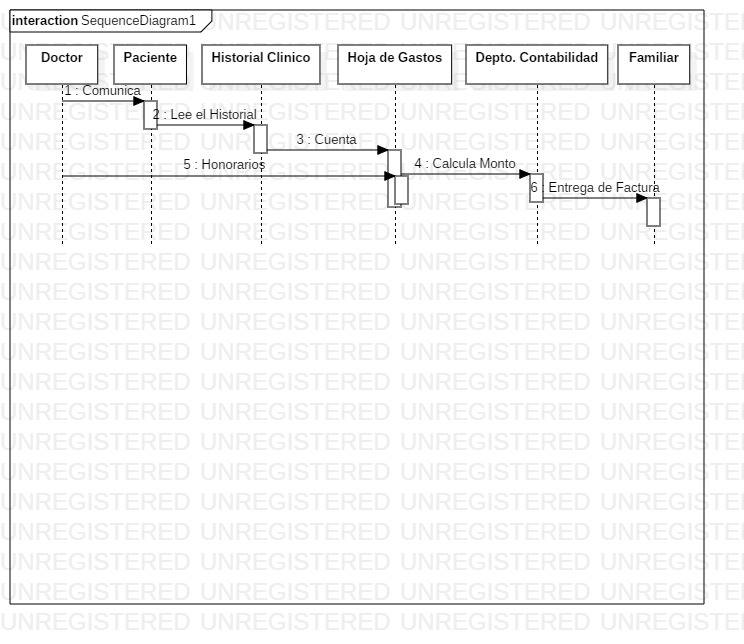 interaction SequenceDiagram1
Doctor
Paciente
Historial Clinico
Hoja de Gastos
Depto. Contabilidad
Familiar
1 : Comunica
2 : Lee el Historial
3 : Cuenta
4 : Calcula Monto
5 : Honorarios
6 : Entrega de Factura
UNREGISTERED UNREGISTERED UNREGISTERED UNREGISTERED